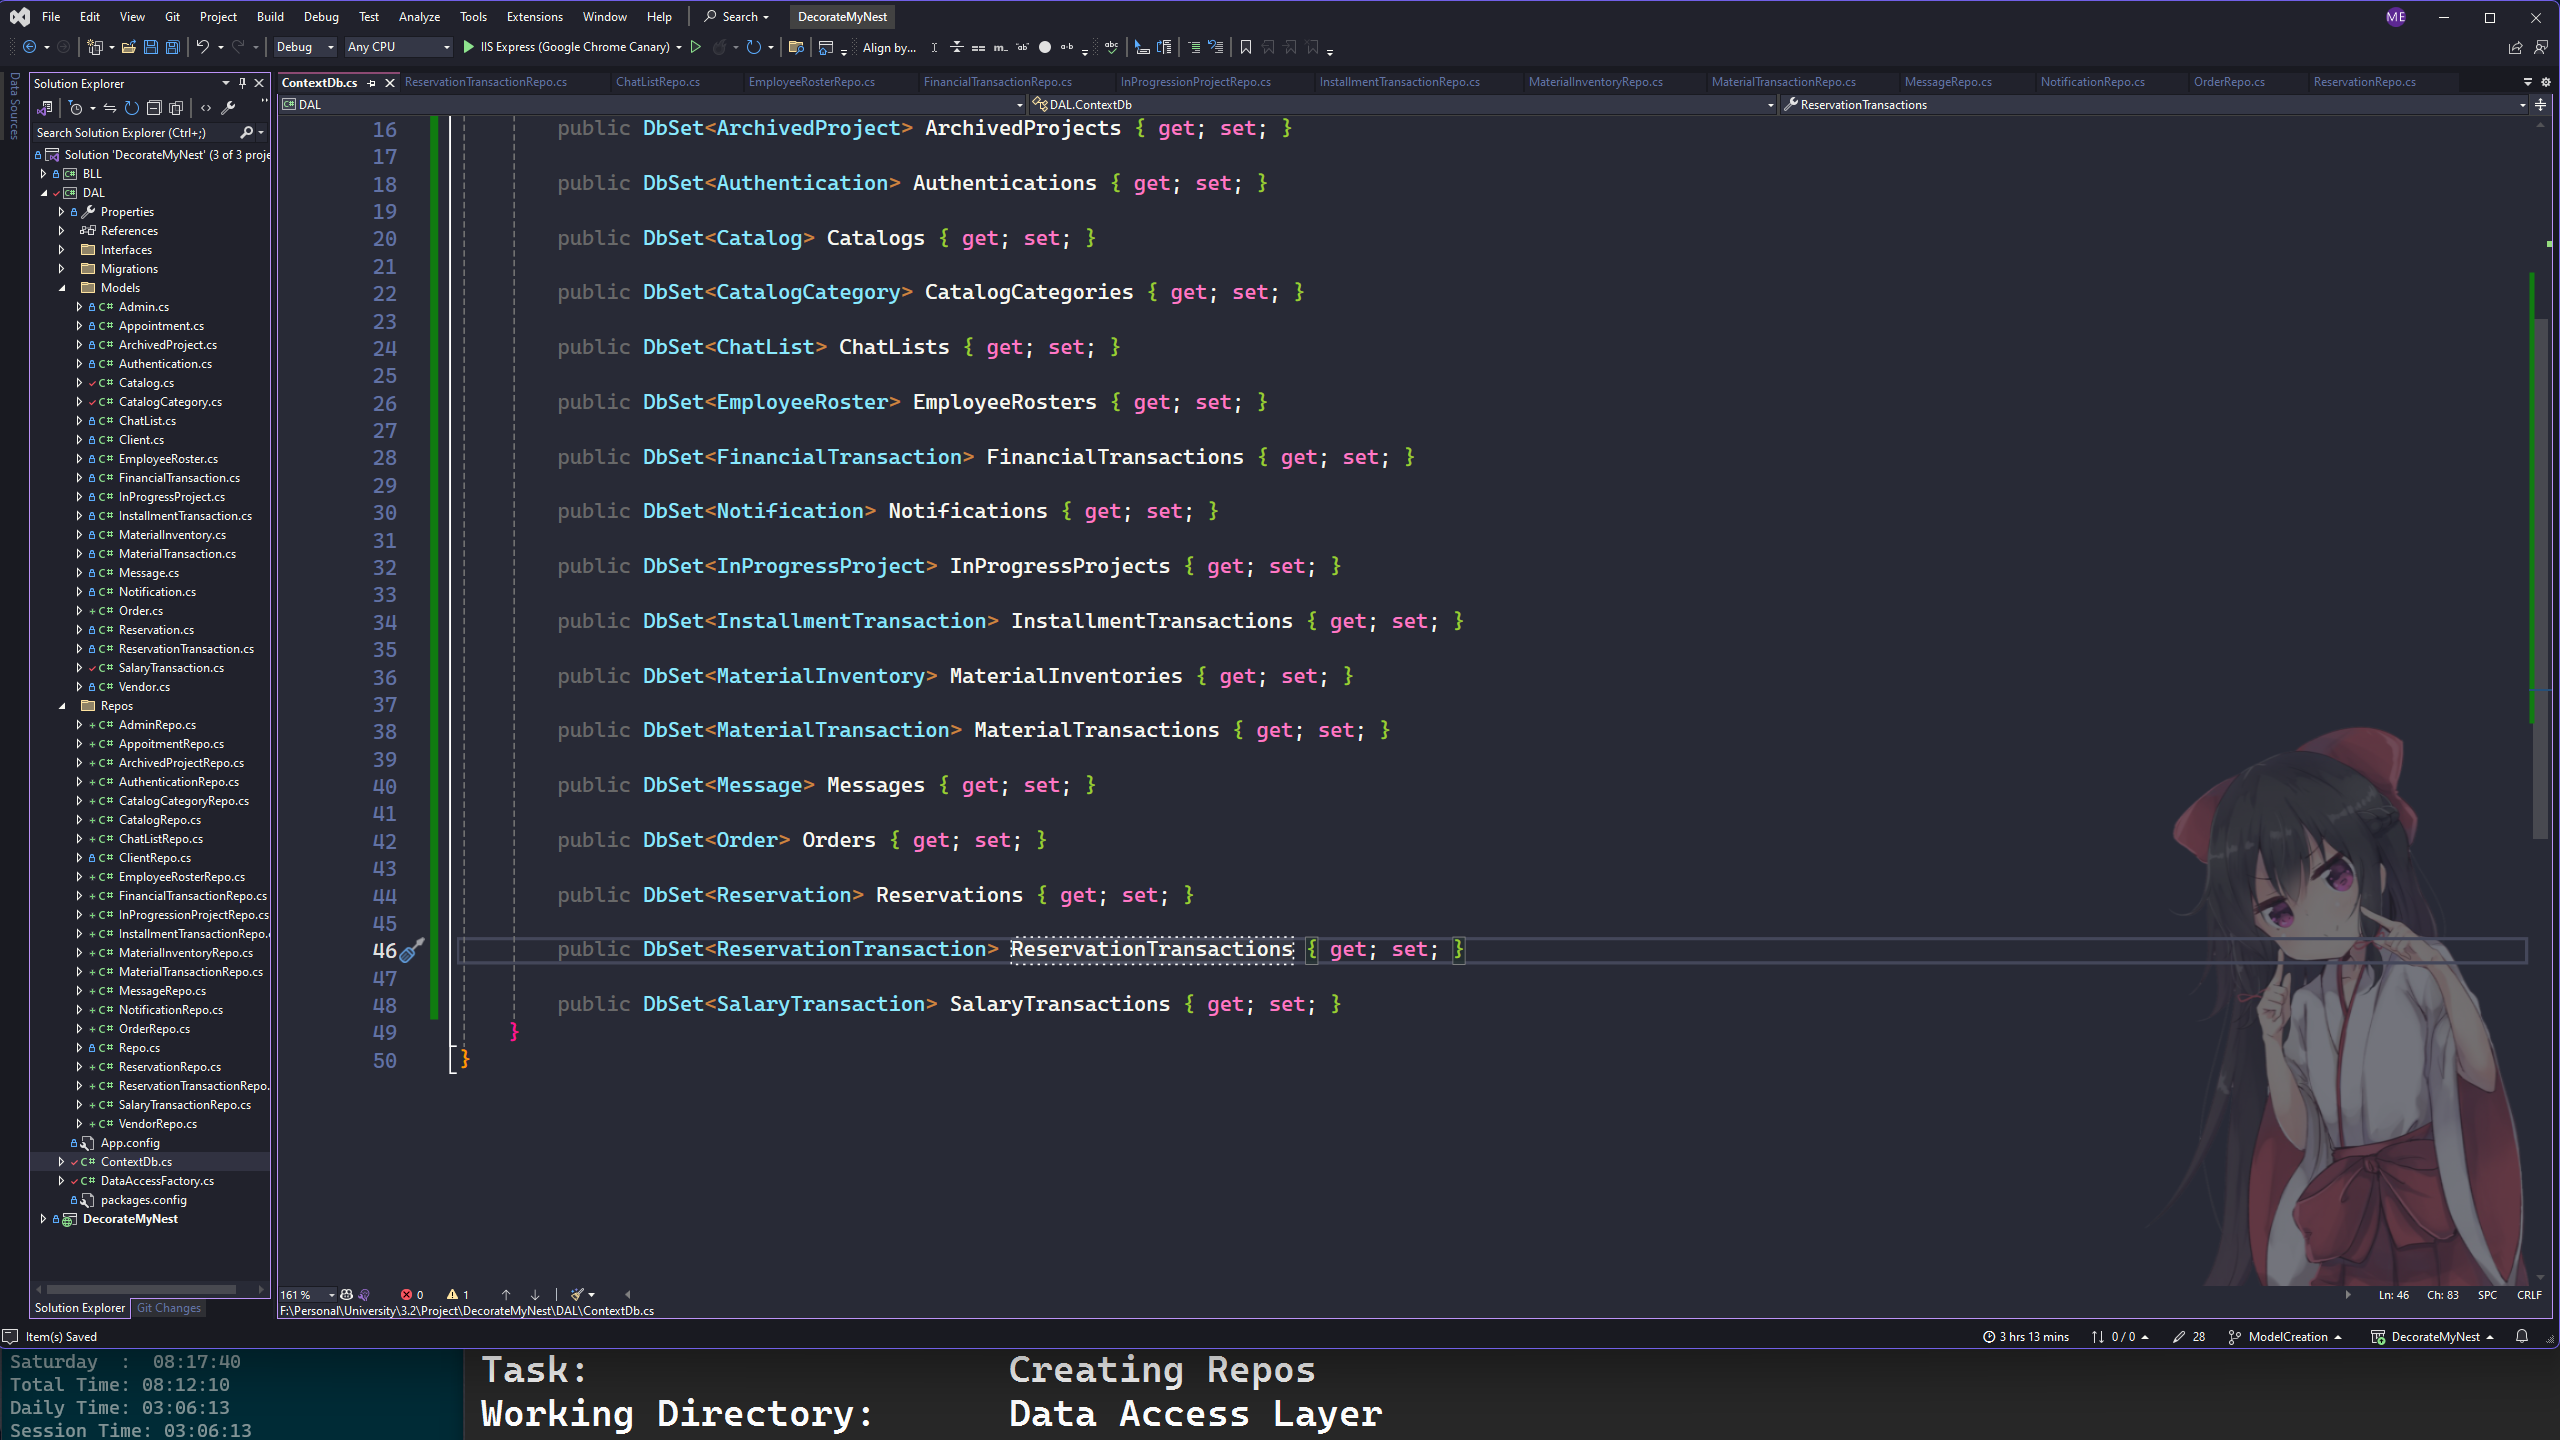 File Edit View Git Project Build Debug Test Analyze Tools Extensions Window Help Search DecorateMyNest ME
Debug Any CPU IIS Express (Google Chrome Canary) Align by...
Data Sources
Solution Explorer
Search Solution Explorer (Ctrl+;)
Solution 'DecorateMyNest' (3 of 3 proje
BLL
DAL
Properties
References
Interfaces
Migrations
Models
Admin.cs
Appointment.cs
ArchivedProject.cs
Authentication.cs
Catalog.cs
CatalogCategory.cs
ChatList.cs
Client.cs
EmployeeRoster.cs
FinancialTransaction.cs
InProgressProject.cs
InstallmentTransaction.cs
MaterialInventory.cs
MaterialTransaction.cs
Message.cs
Notification.cs
Order.cs
Reservation.cs
ReservationTransaction.cs
SalaryTransaction.cs
Vendor.cs
Repos
AdminRepo.cs
AppoitmentRepo.cs
ArchivedProjectRepo.cs
AuthenticationRepo.cs
CatalogCategoryRepo.cs
CatalogRepo.cs
ChatListRepo.cs
ClientRepo.cs
EmployeeRosterRepo.cs
FinancialTransactionRepo.cs
InProgressionProjectRepo.cs
InstallmentTransactionRepo.
MaterialInventoryRepo.cs
MaterialTransactionRepo.cs
MessageRepo.cs
NotificationRepo.cs
OrderRepo.cs
Repo.cs
ReservationRepo.cs
ReservationTransactionRepo.
SalaryTransactionRepo.cs
VendorRepo.cs
App.config
ContextDb.cs
DataAccessFactory.cs
packages.config
DecorateMyNest
Solution Explorer Git Changes
ContextDb.cs ReservationTransactionRepo.cs ChatListRepo.cs EmployeeRosterRepo.cs FinancialTransactionRepo.cs InProgressionProjectRepo.cs InstallmentTransactionRepo.cs MaterialInventoryRepo.cs MaterialTransactionRepo.cs MessageRepo.cs NotificationRepo.cs OrderRepo.cs ReservationRepo.cs
DAL DAL.ContextDb ReservationTransactions
16 public DbSet<ArchivedProject> ArchivedProjects { get; set; }
17
18 public DbSet<Authentication> Authentications { get; set; }
19
20 public DbSet<Catalog> Catalogs { get; set; }
21
22 public DbSet<CatalogCategory> CatalogCategories { get; set; }
23
24 public DbSet<ChatList> ChatLists { get; set; }
25
26 public DbSet<EmployeeRoster> EmployeeRosters { get; set; }
27
28 public DbSet<FinancialTransaction> FinancialTransactions { get; set; }
29
30 public DbSet<Notification> Notifications { get; set; }
31
32 public DbSet<InProgressProject> InProgressProjects { get; set; }
33
34 public DbSet<InstallmentTransaction> InstallmentTransactions { get; set; }
35
36 public DbSet<MaterialInventory> MaterialInventories { get; set; }
37
38 public DbSet<MaterialTransaction> MaterialTransactions { get; set; }
39
40 public DbSet<Message> Messages { get; set; }
41
42 public DbSet<Order> Orders { get; set; }
43
44 public DbSet<Reservation> Reservations { get; set; }
45
46 public DbSet<ReservationTransaction> ReservationTransactions { get; set; }
47
48 public DbSet<SalaryTransaction> SalaryTransactions { get; set; }
49 }
50 }
161 % 0 1 Ln: 46 Ch: 83 SPC CRLF
F:\Personal\University\3.2\Project\DecorateMyNest\DAL\ContextDb.cs
Item(s) Saved 3 hrs 13 mins 0 / 0 28 ModelCreation DecorateMyNest
Saturday : 08:17:40
Total Time: 08:12:10
Daily Time: 03:06:13
Session Time: 03:06:13
Task: Creating Repos
Working Directory: Data Access Layer